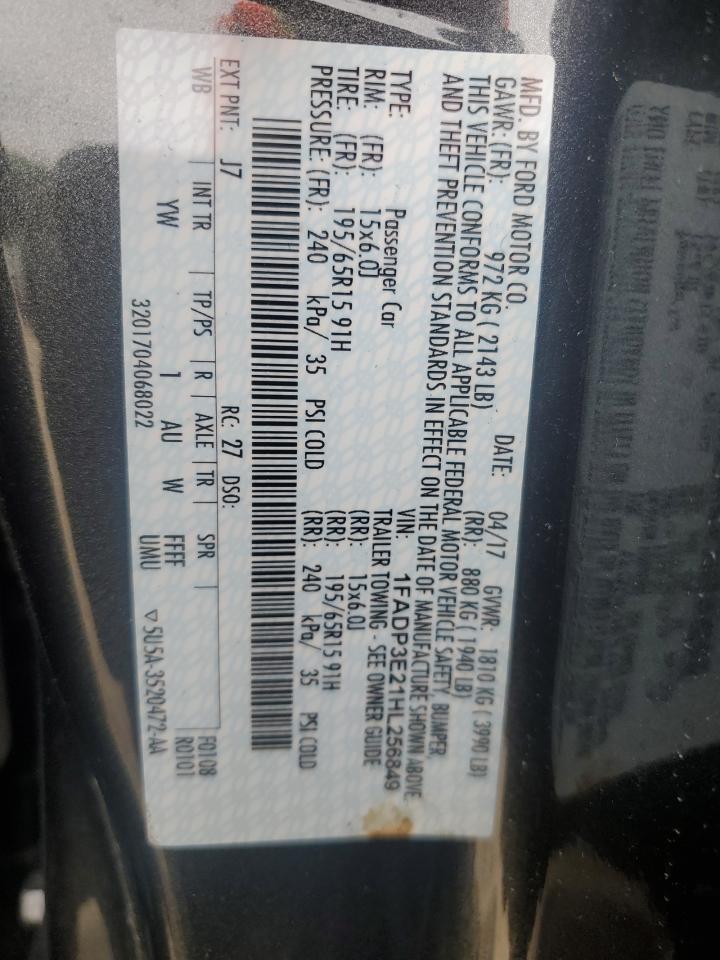 MFD. BY FORD MOTOR CO.
DATE: 04/17 GVWR: 1810 KG ( 3990 LB)
GAWR: (FR): 972 KG ( 2143 LB) (RR): 880 KG ( 1940 LB)
THIS VEHICLE CONFORMS TO ALL APPLICABLE FEDERAL MOTOR VEHICLE SAFETY, BUMPER,
AND THEFT PREVENTION STANDARDS IN EFFECT ON THE DATE OF MANUFACTURE SHOWN ABOVE.
VIN: 1FADP3E21HL256849
TYPE: Passenger Car TRAILER TOWING - SEE OWNER GUIDE
RIM: (FR): 15x6.0J (RR): 15x6.0J
TIRE: (FR): 195/65R15 91H (RR): 195/65R15 91H
PRESSURE: (FR): 240 kPa/ 35 PSI COLD (RR): 240 kPa/ 35 PSI COLD
EXT PNT: J7 RC: 27 DSO:
WB INT TR TP/PS R AXLE TR SPR F0108
YW 1 AU W FFFF R0101
UMU
3201704068022 ▽5U5A-3520472-AA